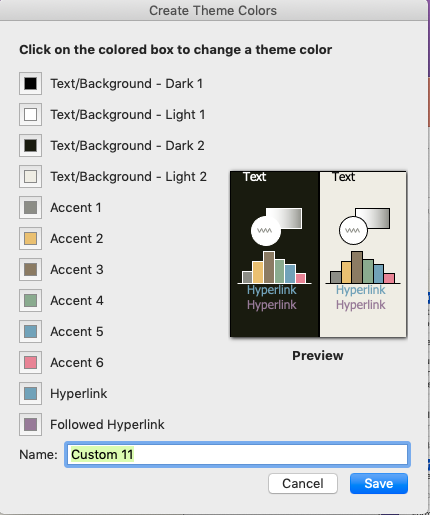 Create Theme Colors
Click on the colored box to change a theme color
Text/Background - Dark 1
Text/Background - Light 1
Text/Background - Dark 2
Text/Background - Light 2
Accent 1
Accent 2
Accent 3
Accent 4
Accent 5
Accent 6
Hyperlink
Followed Hyperlink
Text Text
Hyperlink Hyperlink
Hyperlink Hyperlink
Preview
Name: Custom 11
Cancel Save